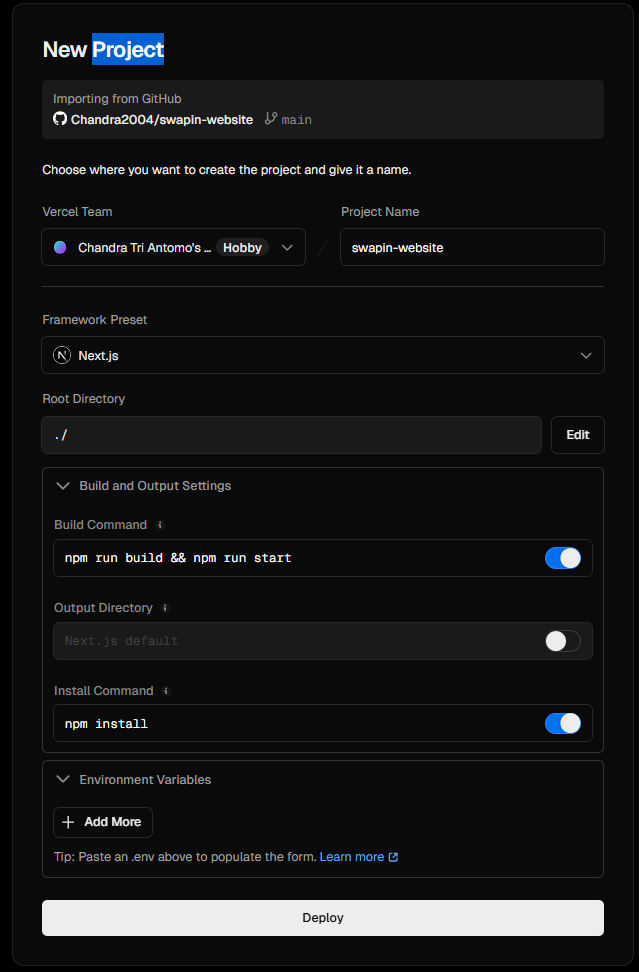 New Project
Importing from GitHub
Chandra2004/swapin-website main
Choose where you want to create the project and give it a name.
Vercel Team
Project Name
Chandra Tri Antomo's ... Hobby
/
swapin-website
Framework Preset
Next.js
Root Directory
./
Edit
Build and Output Settings
Build Command
npm run build && npm run start
Output Directory
Next.js default
Install Command
npm install
Environment Variables
+ Add More
Tip: Paste an .env above to populate the form. Learn more
Deploy